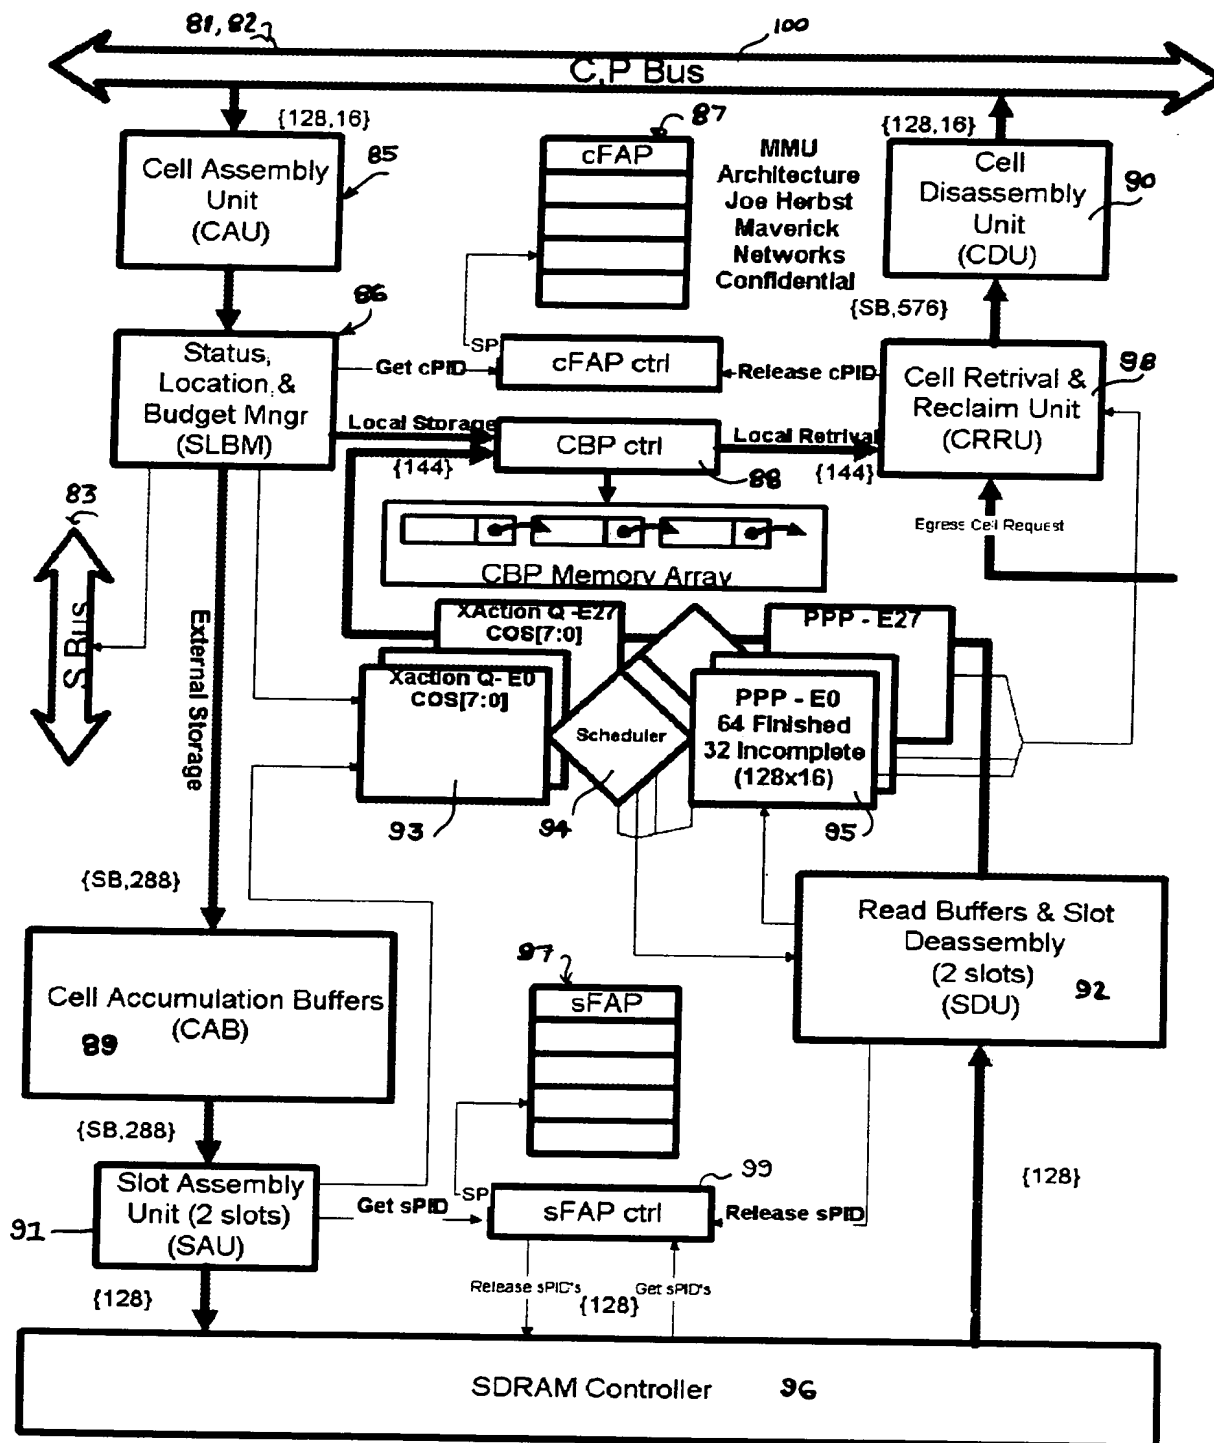 81, 82
100
C,P Bus
{128,16}
87
{128,16}
Cell Assembly
Unit
(CAU)
85
cFAP
MMU
Architecture
Joe Herbst
Maverick
Networks
Confidential
Cell
Disassembly
Unit
(CDU)
90
86
{SB,576}
Status,
Location, &
Budget Mngr
(SLBM)
Get cPID
SP
cFAP ctrl
Release cPID
Cell Retrival &
Reclaim Unit
(CRRU)
98
Local Storage
{144}
CBP ctrl
88
Local Retrival
{144}
83
S Bus
CBP Memory Array
Egress Cell Request
External Storage
XAction Q -E27
COS[7:0]
PPP - E27
Xaction Q- E0
COS[7:0]
93
Scheduler
94
PPP - E0
64 Finished
32 Incomplete
(128x16)
95
{SB,288}
Cell Accumulation Buffers
(CAB)
89
97
sFAP
Read Buffers & Slot
Deassembly
(2 slots)
(SDU)
92
{SB,288}
Slot Assembly
Unit (2 slots)
(SAU)
91
Get sPID
SP
99
sFAP ctrl
Release sPID
{128}
{128}
Release sPID's
{128}
Get sPID's
SDRAM Controller
96